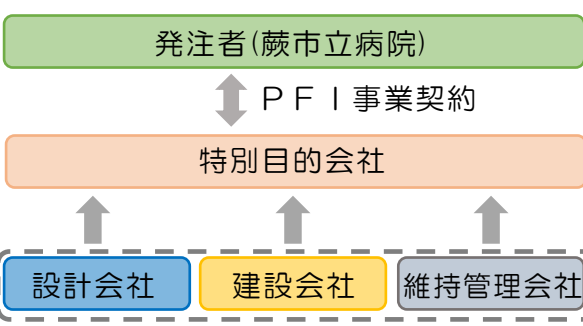 発注者(蕨市立病院)
ＰＦＩ事業契約
特別目的会社
設計会社
建設会社
維持管理会社